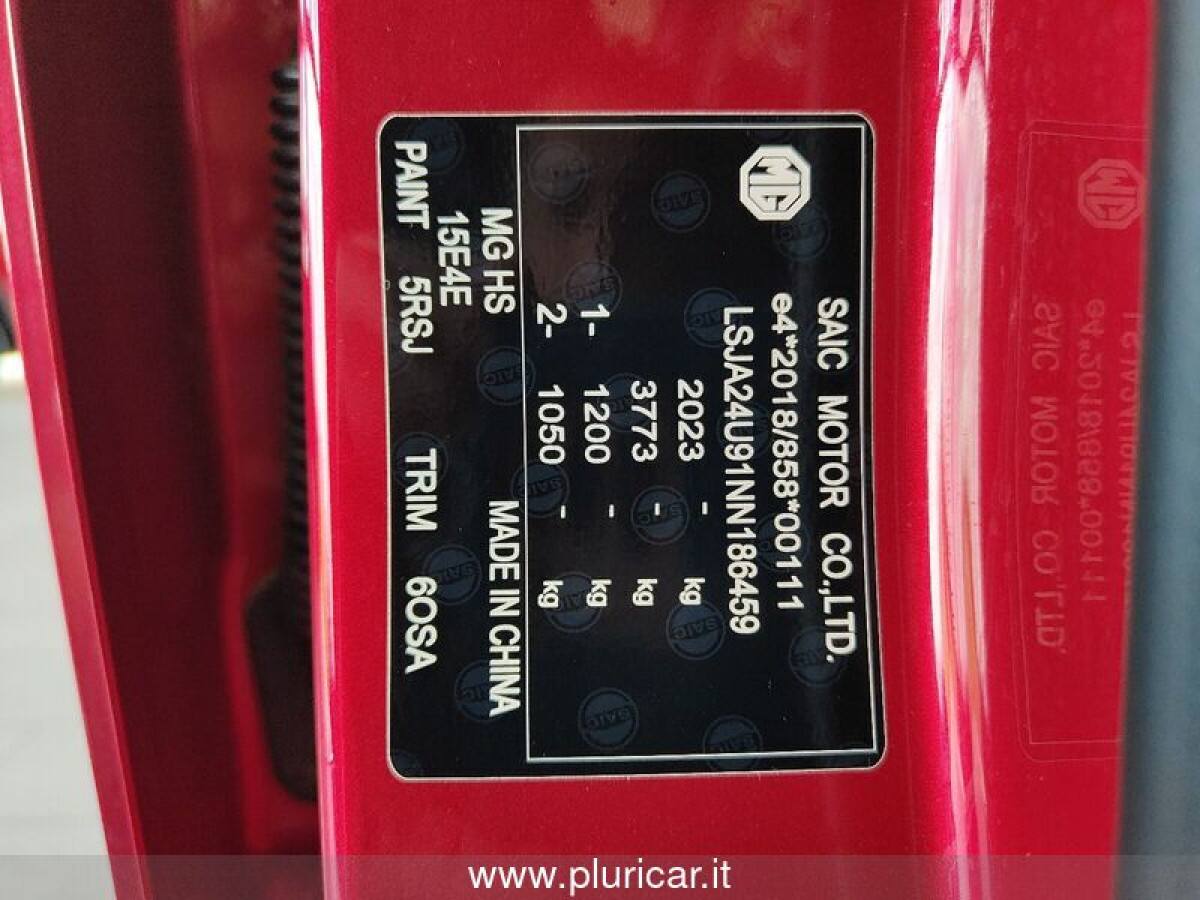 MG
SAIC MOTOR CO.,LTD.
e4*2018/858*00111
LSJA24U91NN186459
2023 - kg
3773 - kg
1- 1200 - kg
2- 1050 - kg
MG HS MADE IN CHINA
15E4E
PAINT 5RSJ TRIM 6OSA
www.pluricar.it